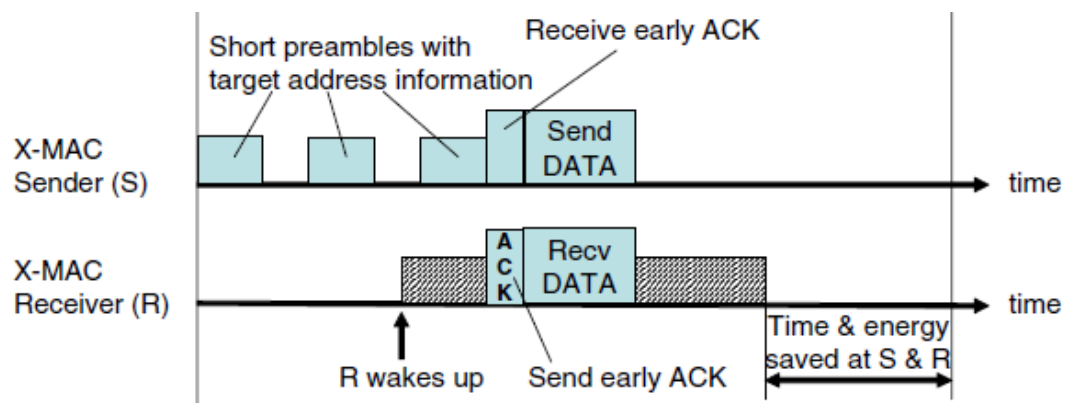 Receive early ACK
Short preambles with
target address information
X-MAC
Sender (S)
Send
DATA
time
X-MAC
Receiver (R)
A
C
K
Recv
DATA
time
Time & energy
saved at S & R
R wakes up
Send early ACK